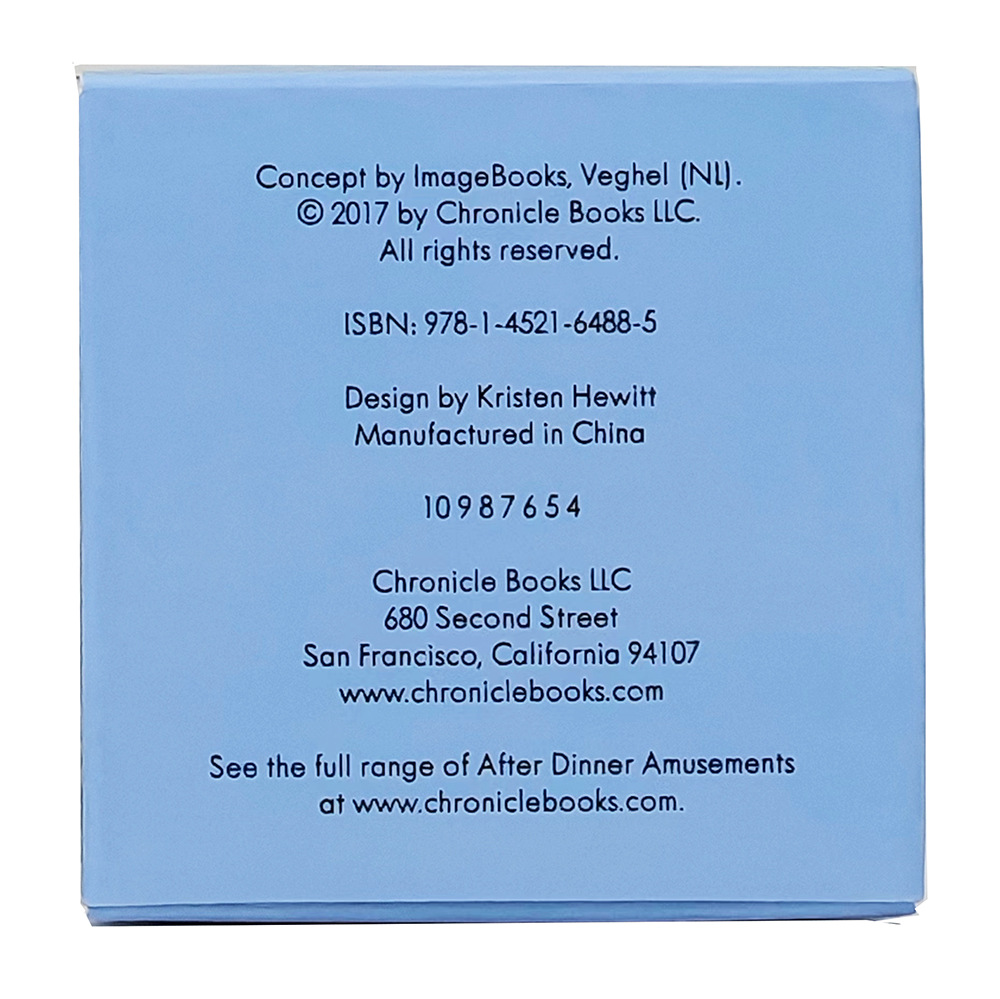 Concept by ImageBooks, Veghel (NL).
© 2017 by Chronicle Books LLC.
All rights reserved.
ISBN: 978-1-4521-6488-5
Design by Kristen Hewitt
Manufactured in China
10 9 8 7 6 5 4
Chronicle Books LLC
680 Second Street
San Francisco, California 94107
www.chroniclebooks.com
See the full range of After Dinner Amusements
at www.chroniclebooks.com.